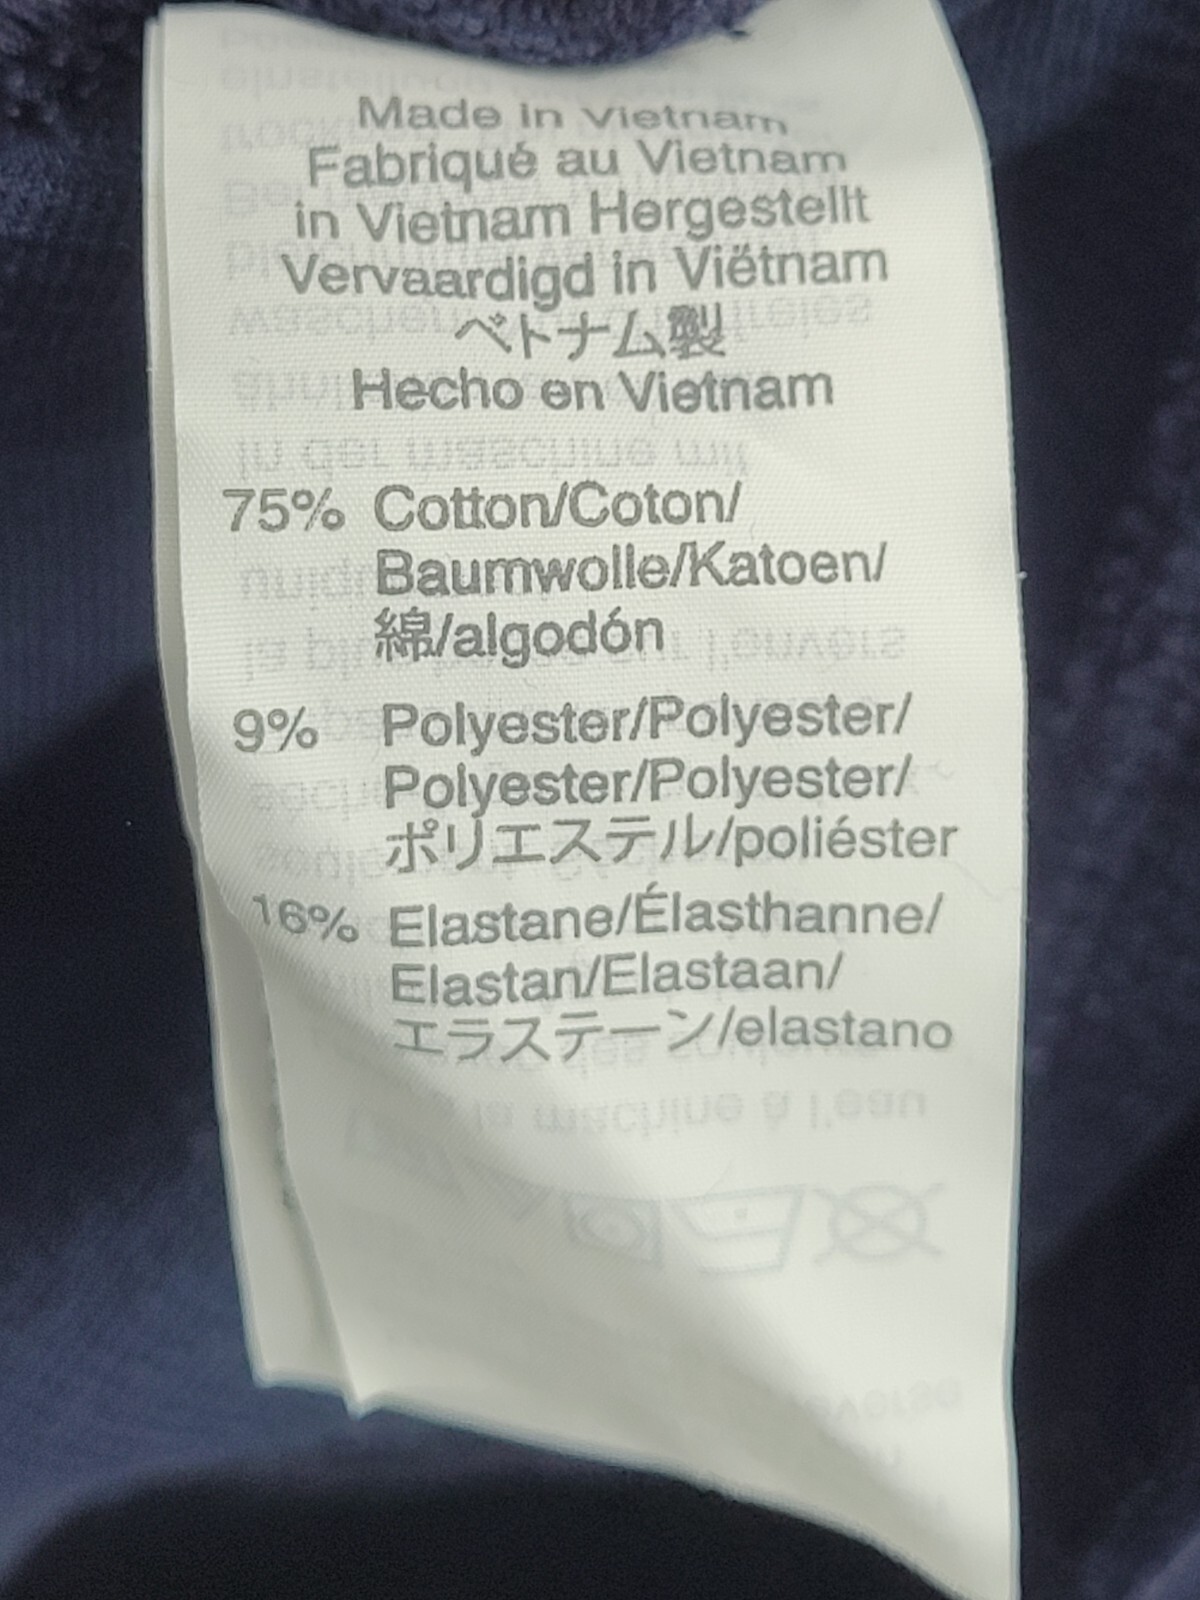 Made in Vietnam
Fabriqué au Vietnam
in Vietnam Hergestellt
Vervaardigd in Viëtnam
ベトナム製
Hecho en Vietnam
75% Cotton/Coton/
Baumwolle/Katoen/
綿/algodón
9% Polyester/Polyester/
Polyester/Polyester/
ポリエステル/poliéster
16% Elastane/Élasthanne/
Elastan/Elastaan/
エラステーン/elastano